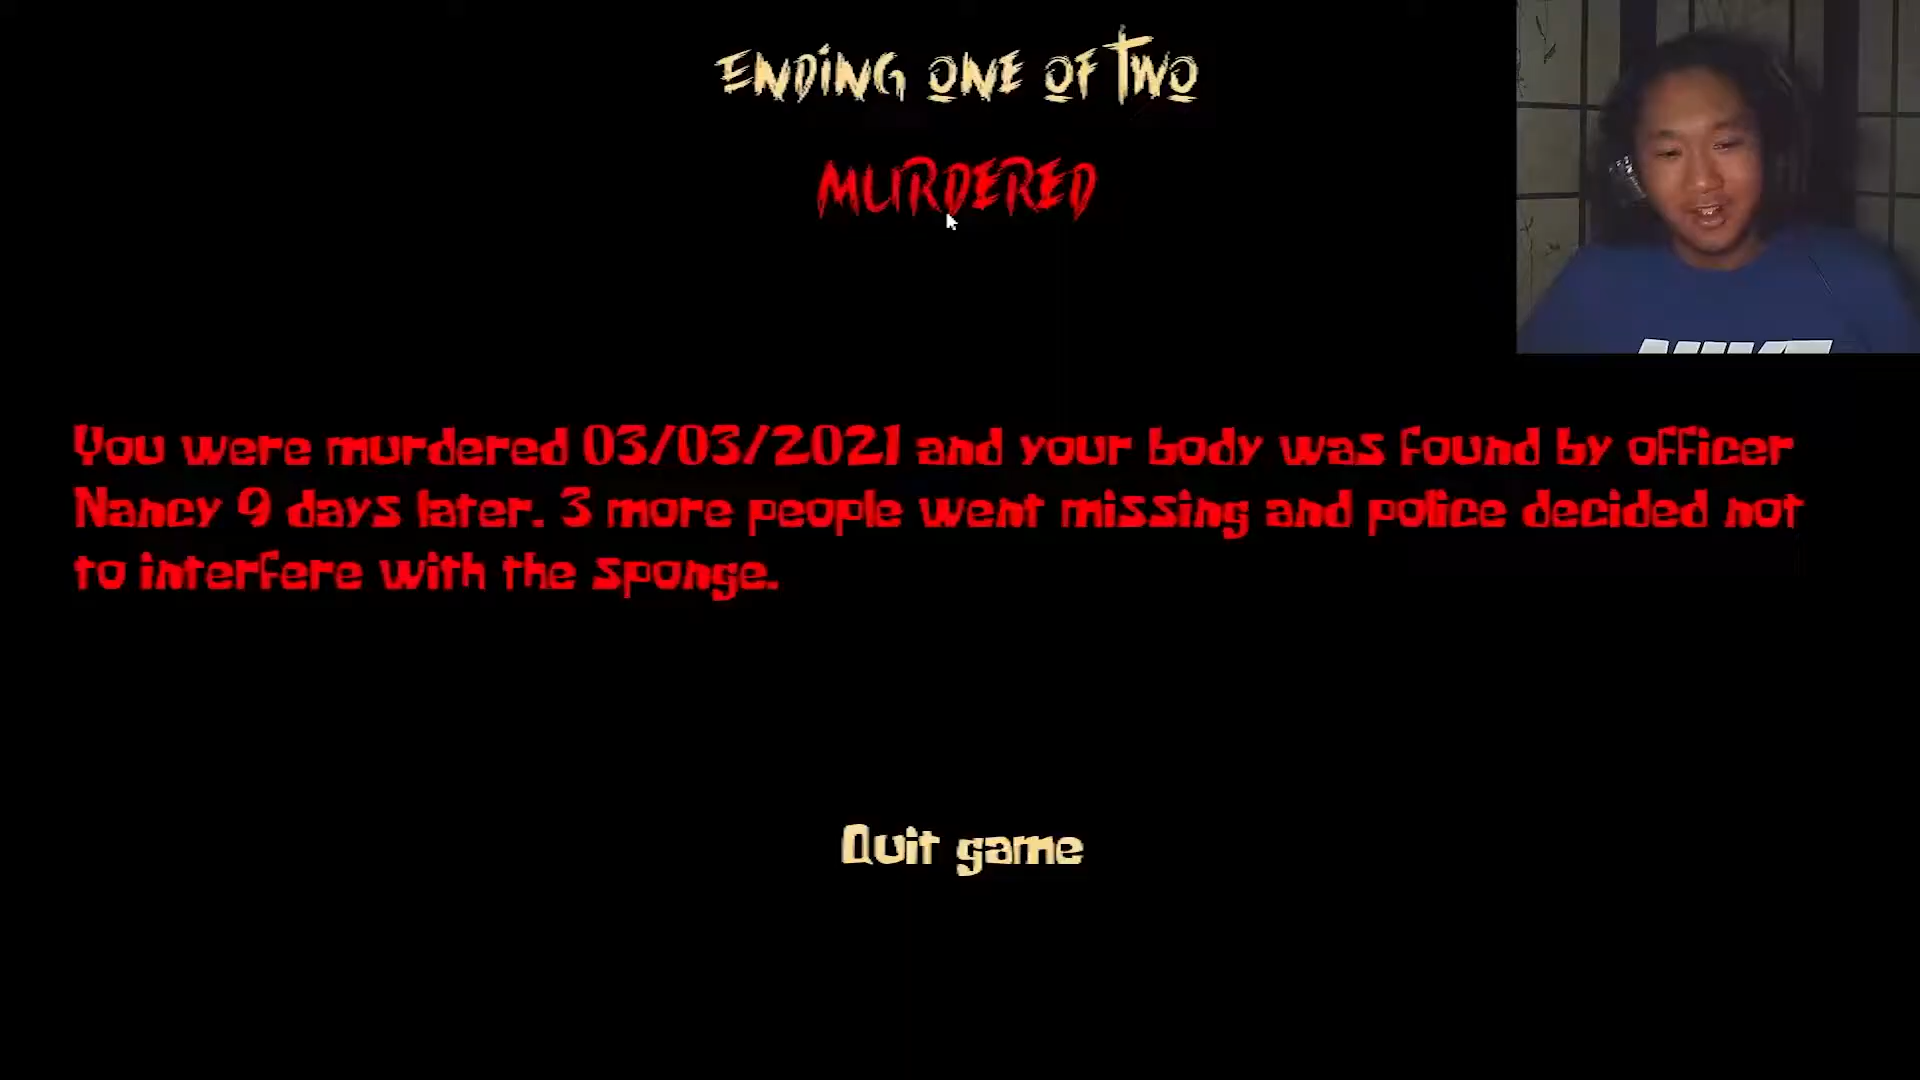 ENDING ONE OF TWO
MURDERED
You were murdered 03/03/2021 and your body was found by officer
Nancy 9 days later. 3 more people went missing and police decided not
to interfere with the sponge.
Quit game